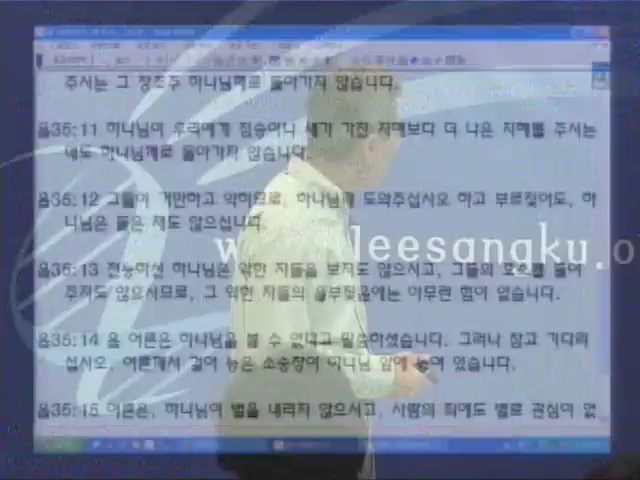 주시는 그 창조주 하나님께로 돌아가지 않습니다.
욥35:11 하나님이 우리에게 짐승이나 새가 가진 지혜보다 더 나은 지혜를 주시는
데도 하나님께로 돌아가지 않습니다.
욥35:12 그들이 거만하고 악하므로, 하나님께 도와주십시오 하고 부르짖어도, 하
나님은 들은 체도 않으십니다.
leesangku.o
욥35:13 전능하신 하나님은 악한 자들을 보지도 않으시고, 그들의 호소를 들어
주지도 않으시므로, 그 악한 자들의 울부짖음에는 아무런 힘이 없습니다.
욥35:14 욥 어른은 하나님을 볼 수 없다고 말씀하셨습니다. 그러나 참고 기다리
십시오. 어른께서 걸어 놓은 소송장이 하나님 앞에 놓여 있습니다.
욥35:15 어른은, 하나님이 벌을 내리지 않으시고, 사람의 죄에도 별로 관심이 없